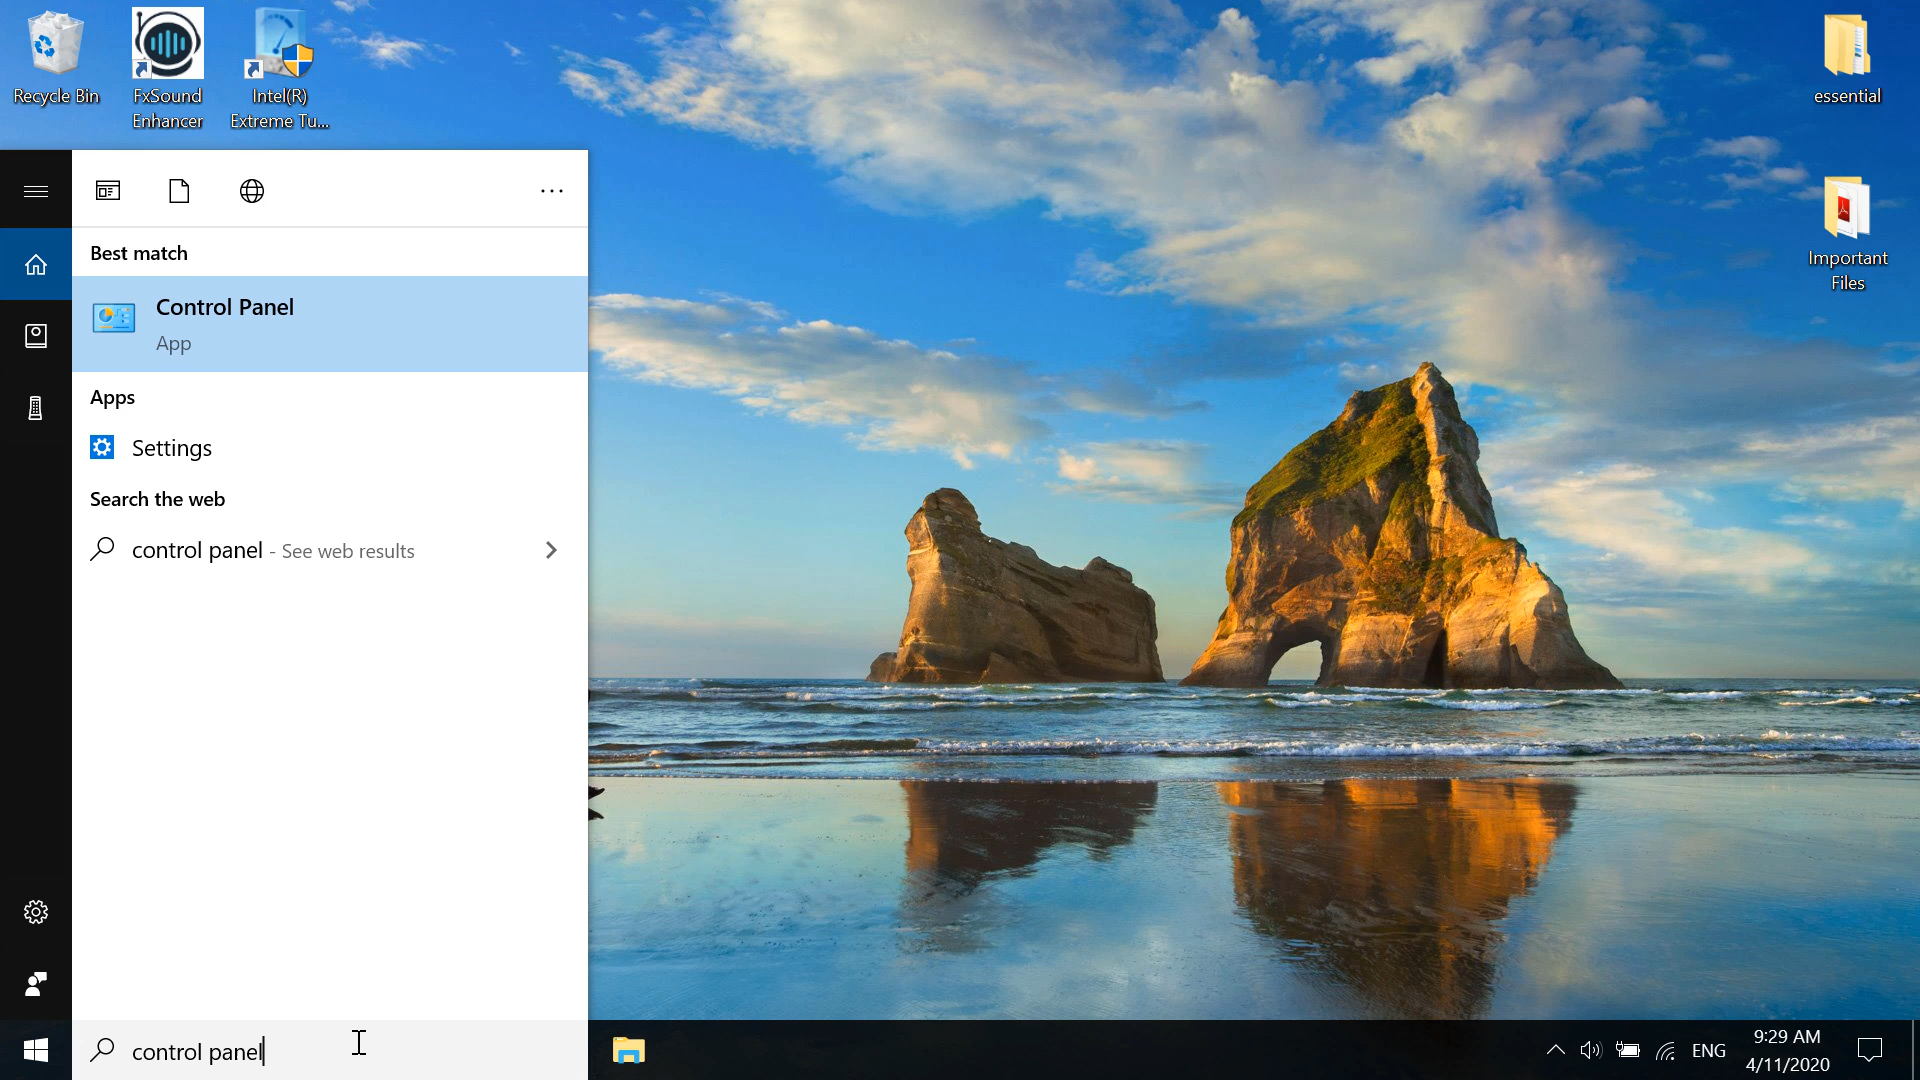 Recycle Bin
FxSound
Enhancer
Intel(R)
Extreme Tu...
essential
Important
Files
Best match
Control Panel
App
Apps
Settings
Search the web
control panel - See web results
control panel
ENG
9:29 AM
4/11/2020